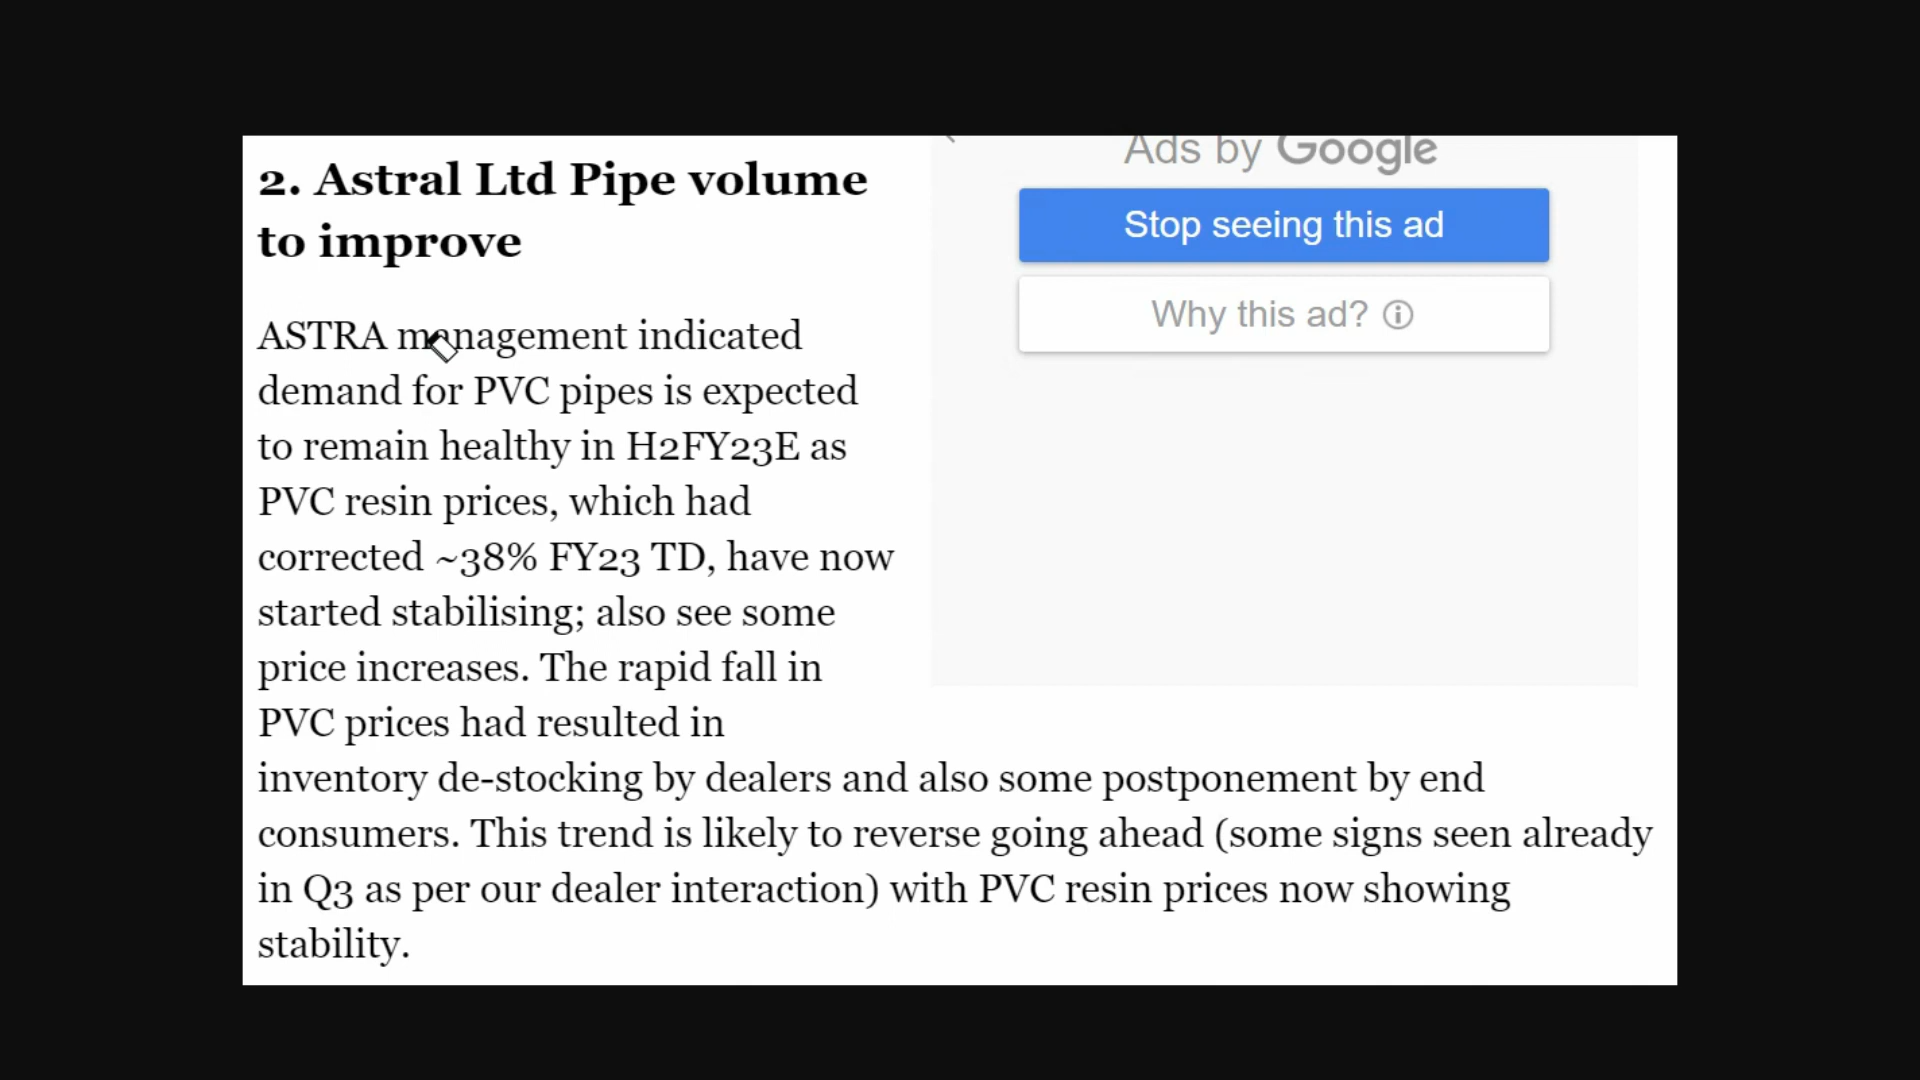 2. Astral Ltd Pipe volume
to improve
ASTRA management indicated
demand for PVC pipes is expected
to remain healthy in H2FY23E as
PVC resin prices, which had
corrected ~38% FY23 TD, have now
started stabilising; also see some
price increases. The rapid fall in
PVC prices had resulted in
inventory de-stocking by dealers and also some postponement by end
consumers. This trend is likely to reverse going ahead (some signs seen already
in Q3 as per our dealer interaction) with PVC resin prices now showing
stability.
Ads by Google
Stop seeing this ad
Why this ad?